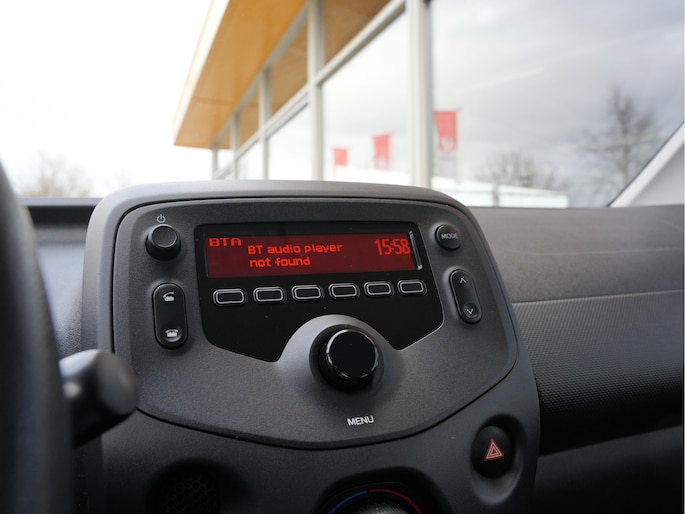 BTA
BT audio player
not found
15:58
MODE
MENU